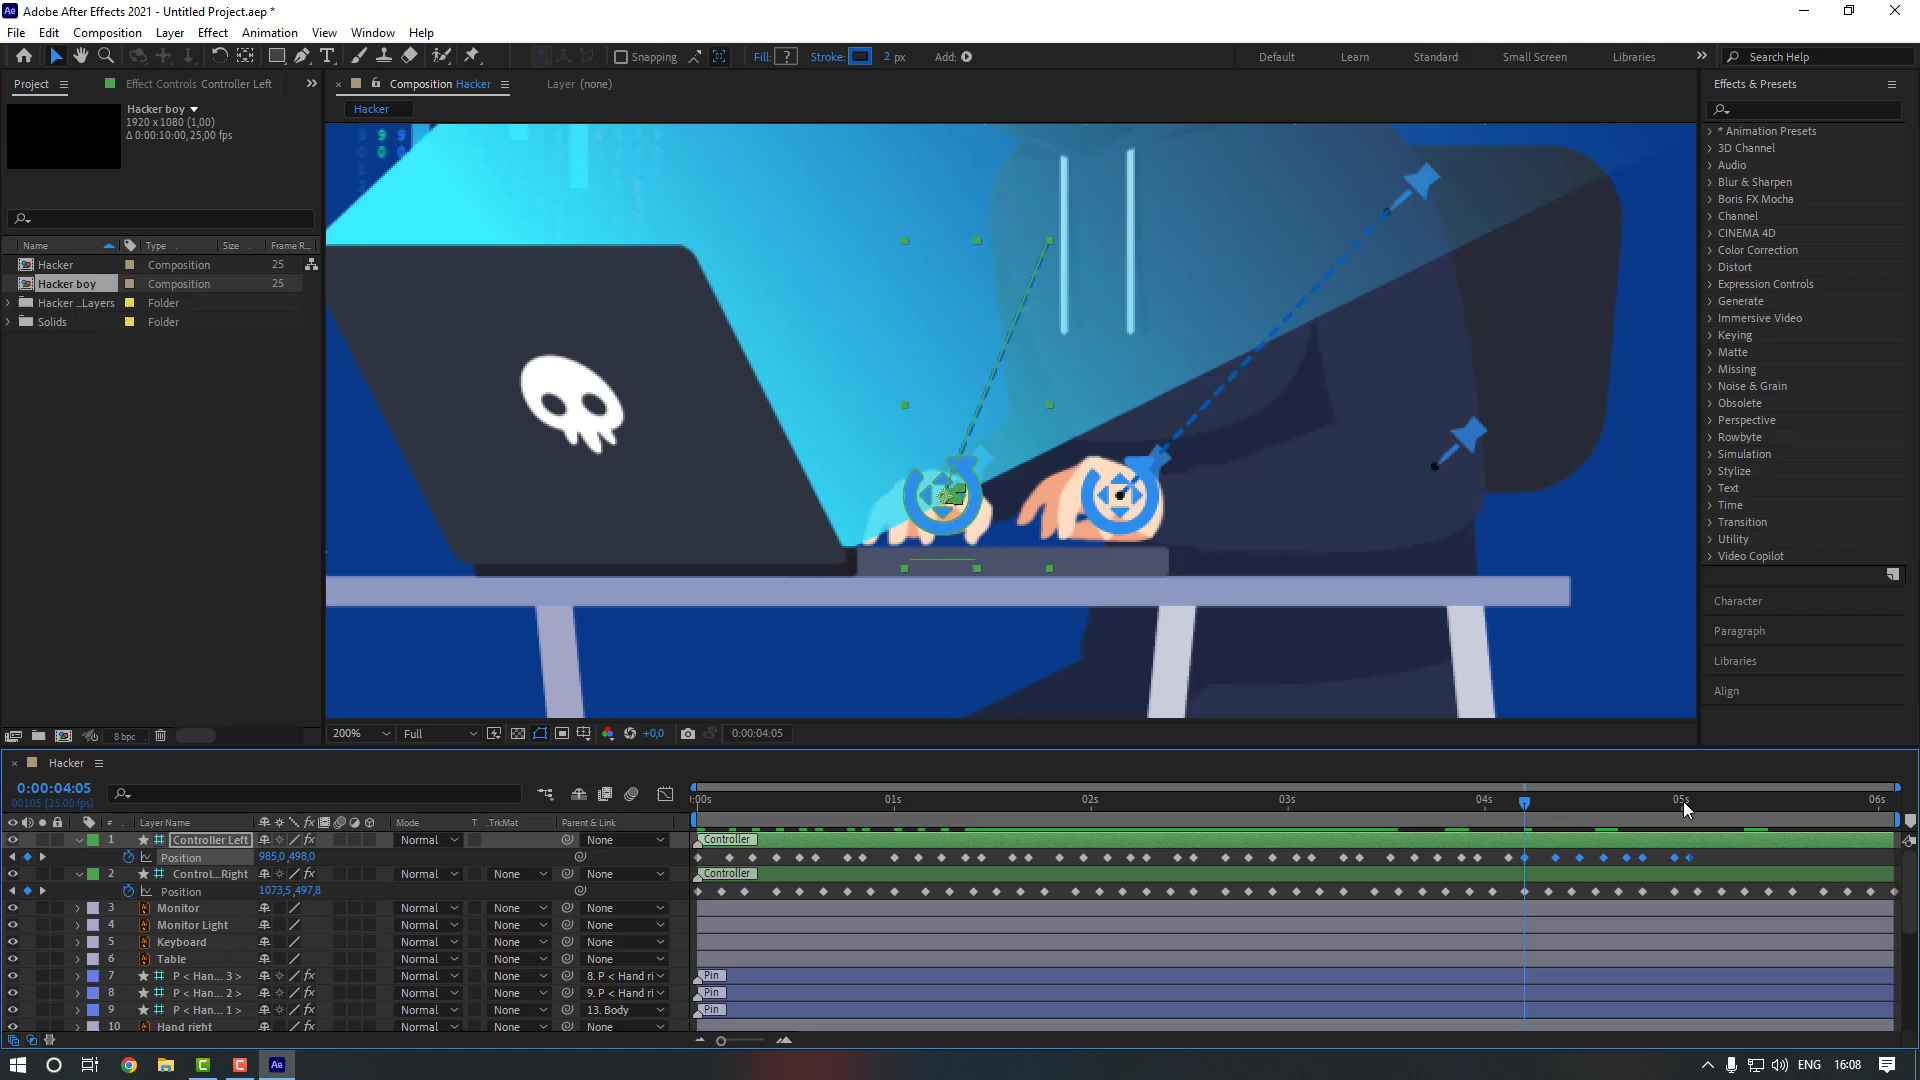 Adobe After Effects 2021 - Untitled Project.aep *
File Edit Composition Layer Effect Animation View Window Help
Snapping Fill: ? Stroke: 2 px Add: Default Learn Standard Small Screen Libraries Search Help
Project Effect Controls Controller Left
Composition Hacker Layer (none)
Effects & Presets
Hacker
Hacker boy
1920 x 1080 (1,00)
Δ 0:00:10:00, 25,00 fps
Name Type Size Frame R...
Hacker Composition 25
Hacker boy Composition 25
Hacker _Layers Folder
Solids Folder
* Animation Presets
3D Channel
Audio
Blur & Sharpen
Boris FX Mocha
Channel
CINEMA 4D
Color Correction
Distort
Expression Controls
Generate
Immersive Video
Keying
Matte
Missing
Noise & Grain
Obsolete
Perspective
Rowbyte
Simulation
Stylize
Text
Time
Transition
Utility
Video Copilot
Character
Paragraph
Libraries
Align
8 bpc
200% Full +0,0 0:00:04:05
Hacker
0:00:04:05
00105 (25.00 fps)
:00s 01s 02s 03s 04s 05s 06s
# Layer Name Mode T .TrkMat Parent & Link
1 Controller Left Normal None Controller
Position 985,0,498,0
2 Control...Right Normal None None Controller
Position 1073,5,497,8
3 Monitor Normal None None
4 Monitor Light Normal None None
5 Keyboard Normal None None
6 Table Normal None None
7 P < Han... 3 > Normal None 8. P < Hand ri Pin
8 P < Han... 2 > Normal None 9. P < Hand ri Pin
9 P < Han... 1 > Normal None 13. Body Pin
10 Hand right Normal None None
ENG 16:08